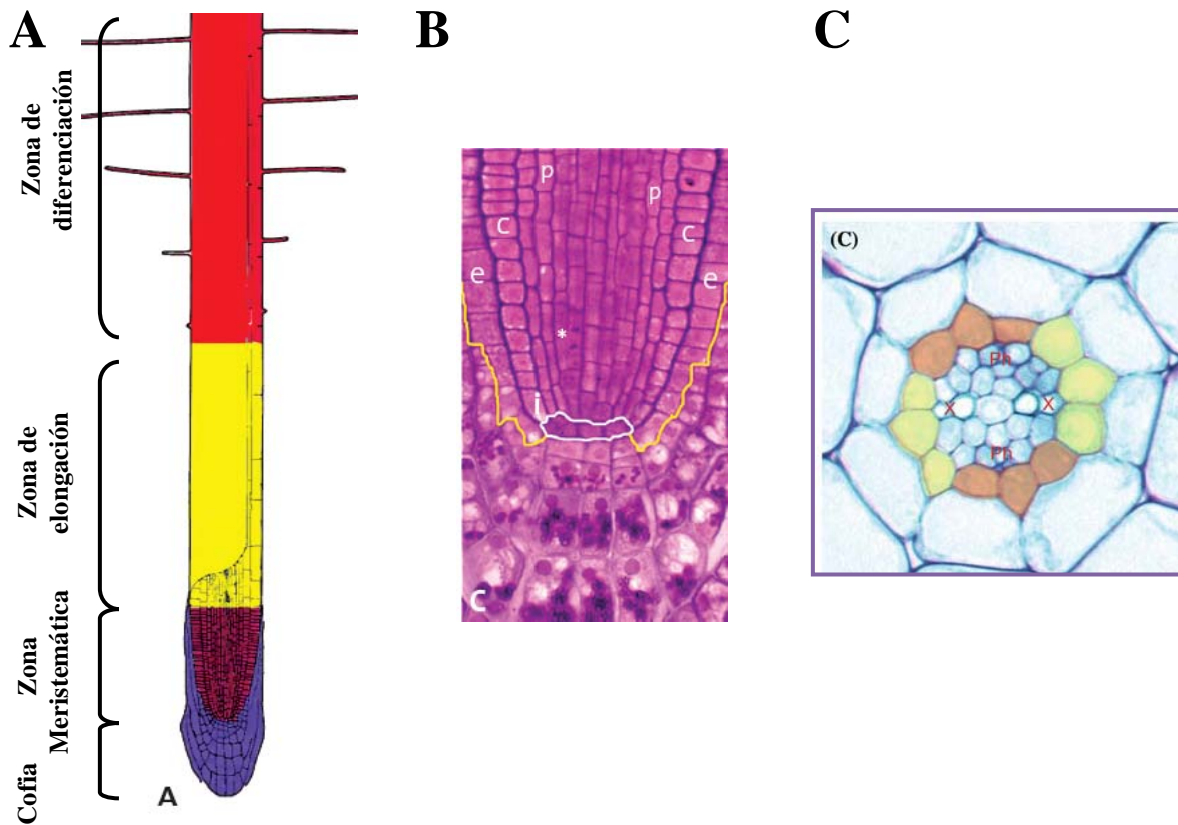 A
B
C
Zona de
diferenciación
Zona de
elongación
Zona
Meristemática
Cofia
A
p
p
c
c
e
e
*
i
c
(C)
Ph
X
X
Ph